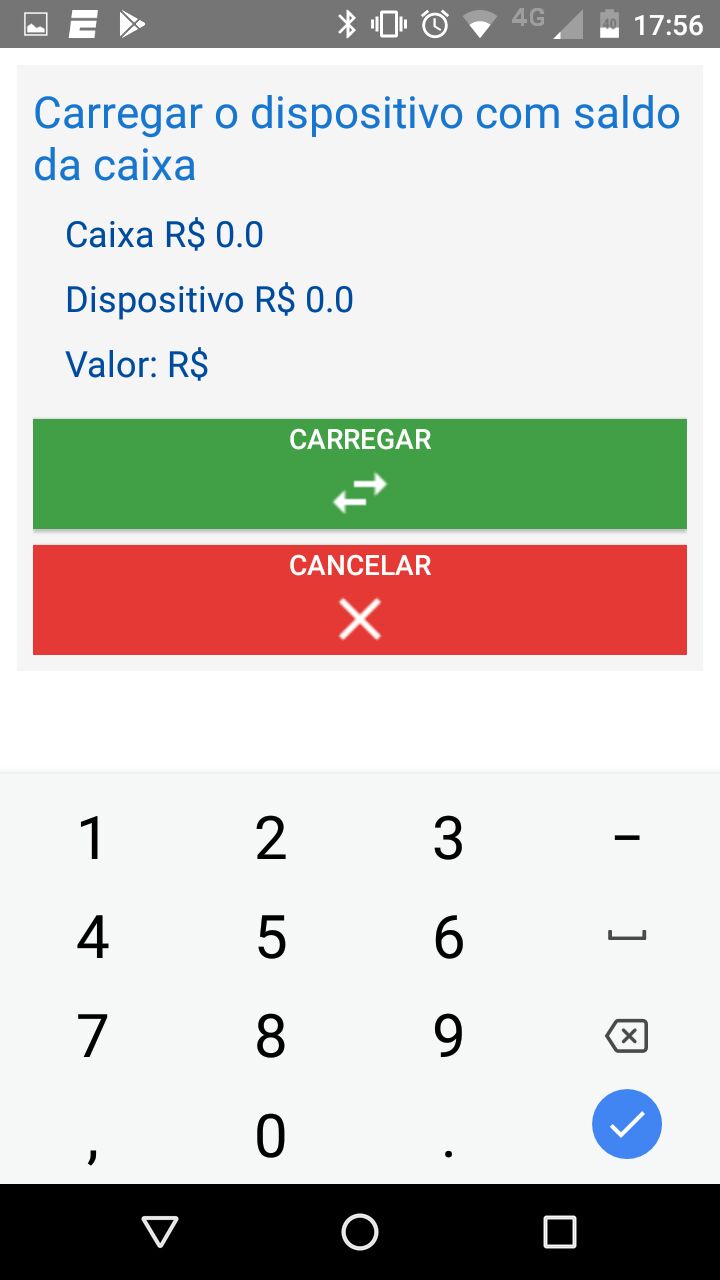 4G 40 17:56
Carregar o dispositivo com saldo
da caixa
Caixa R$ 0.0
Dispositivo R$ 0.0
Valor: R$
CARREGAR
CANCELAR
1 2 3 –
4 5 6
7 8 9
, 0 .